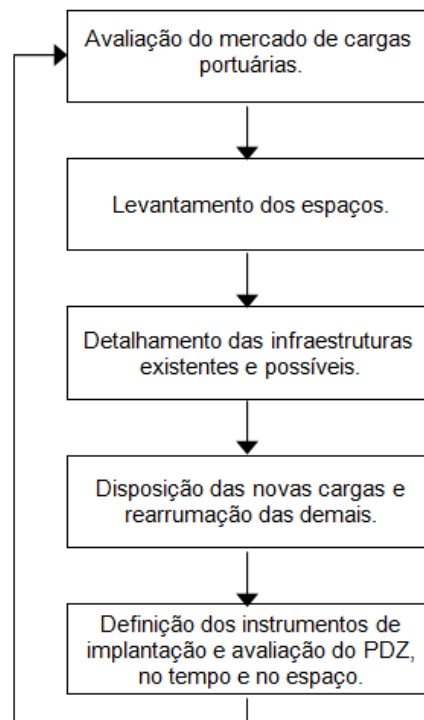 Avaliação do mercado de cargas
portuárias.
Levantamento dos espaços.
Detalhamento das infraestruturas
existentes e possíveis.
Disposição das novas cargas e
rearrumação das demais.
Definição dos instrumentos de
implantação e avaliação do PDZ,
no tempo e no espaço.